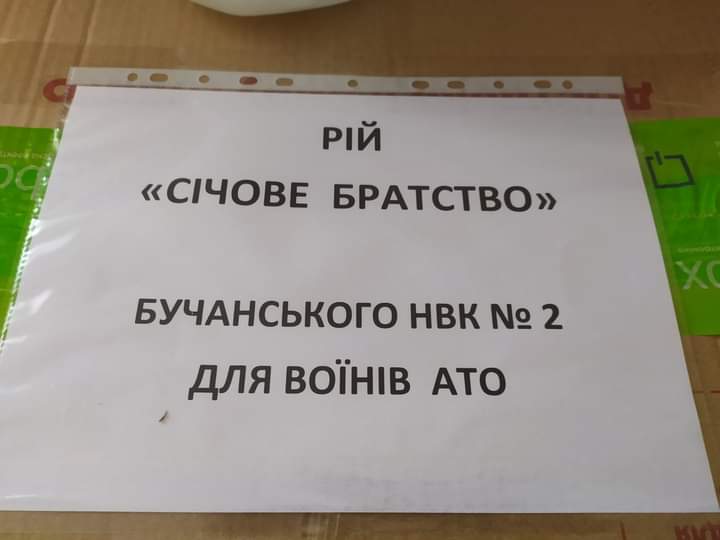 РІЙ
«СІЧОВЕ БРАТСТВО»
БУЧАНСЬКОГО НВК № 2
ДЛЯ ВОЇНІВ АТО